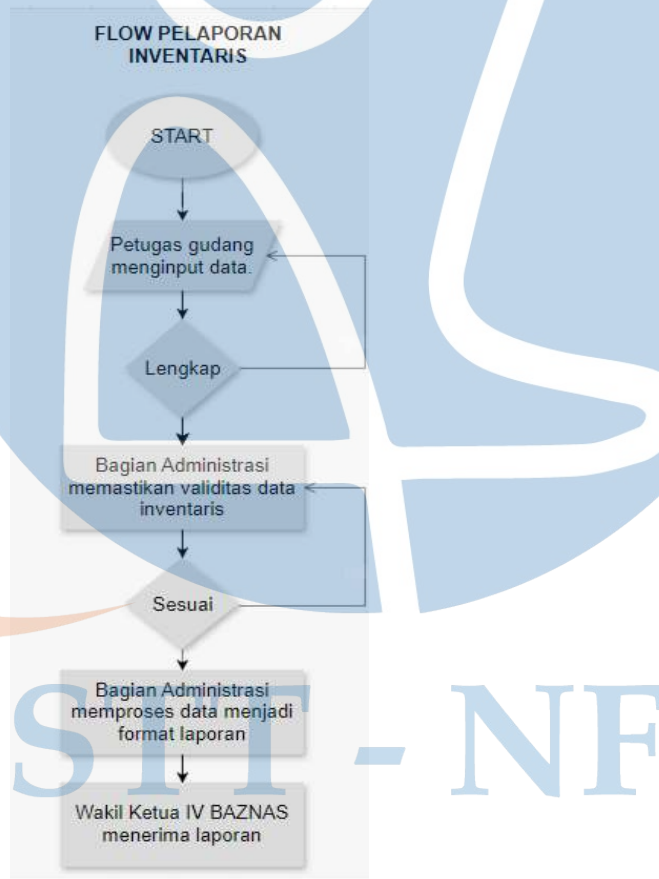 FLOW PELAPORAN
INVENTARIS
START
Petugas gudang
menginput data.
Lengkap
Bagian Administrasi
memastikan validitas data
inventaris
Sesuai
Bagian Administrasi
memproses data menjadi
format laporan
STT - NF
Wakil Ketua IV BAZNAS
menerima laporan